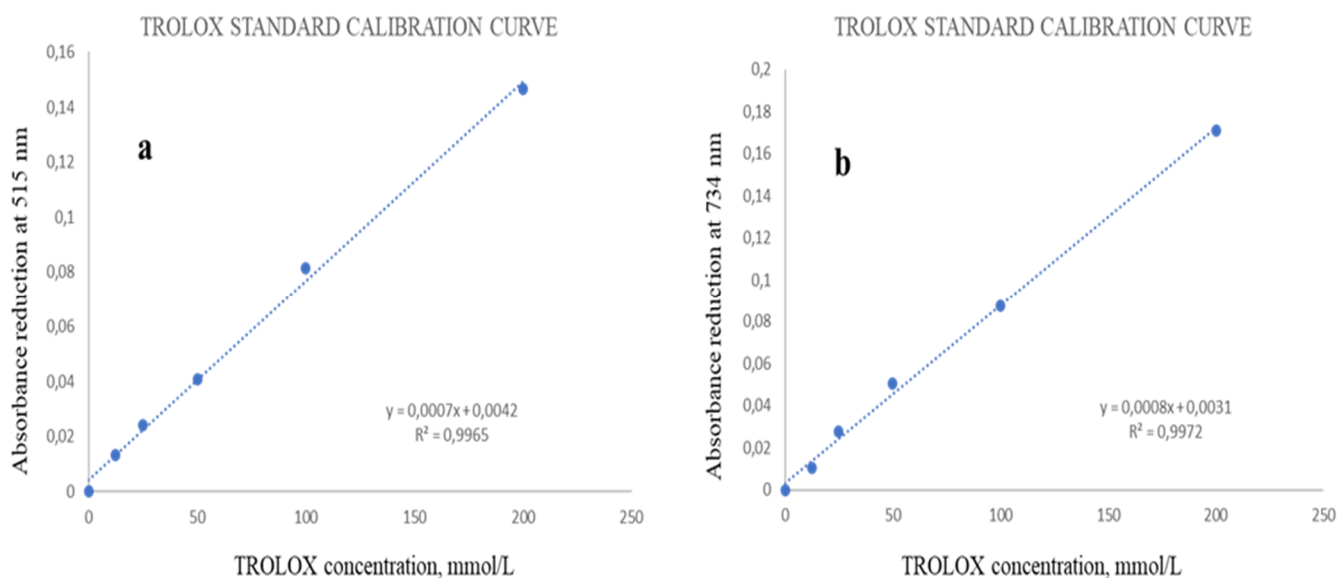 TROLOX STANDARD CALIBRATION CURVE
Absorbance reduction at 515 nm
0,16
0,14
0,12
0,1
0,08
0,06
0,04
0,02
0
a
y = 0,0007x + 0,0042
R² = 0,9965
0 50 100 150 200 250
TROLOX concentration, mmol/L
TROLOX STANDARD CALIBRATION CURVE
Absorbance reduction at 734 nm
0,2
0,18
0,16
0,14
0,12
0,1
0,08
0,06
0,04
0,02
0
b
y = 0,0008x + 0,0031
R² = 0,9972
0 50 100 150 200 250
TROLOX concentration, mmol/L